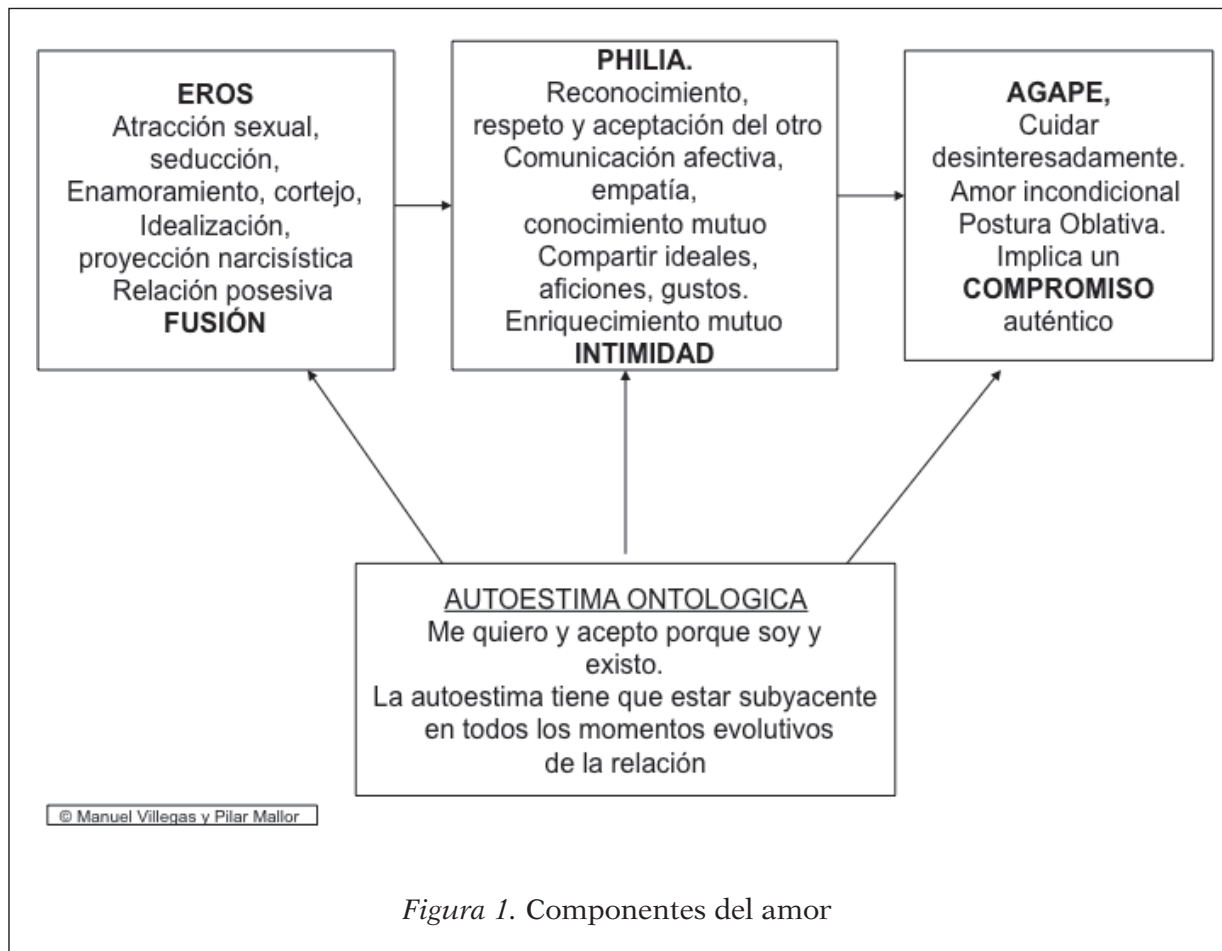 EROS
Atracción sexual,
seducción,
Enamoramiento, cortejo,
Idealización,
proyección narcisística
Relación posesiva
FUSIÓN
PHILIA.
Reconocimiento,
respeto y aceptación del otro
Comunicación afectiva,
empatía,
conocimiento mutuo
Compartir ideales,
aficiones, gustos.
Enriquecimiento mutuo
INTIMIDAD
AGAPE,
Cuidar
desinteresadamente.
Amor incondicional
Postura Oblativa.
Implica un
COMPROMISO
auténtico
AUTOESTIMA ONTOLOGICA
Me quiero y acepto porque soy y
existo.
La autoestima tiene que estar subyacente
en todos los momentos evolutivos
de la relación
© Manuel Villegas y Pilar Mallor
Figura 1. Componentes del amor